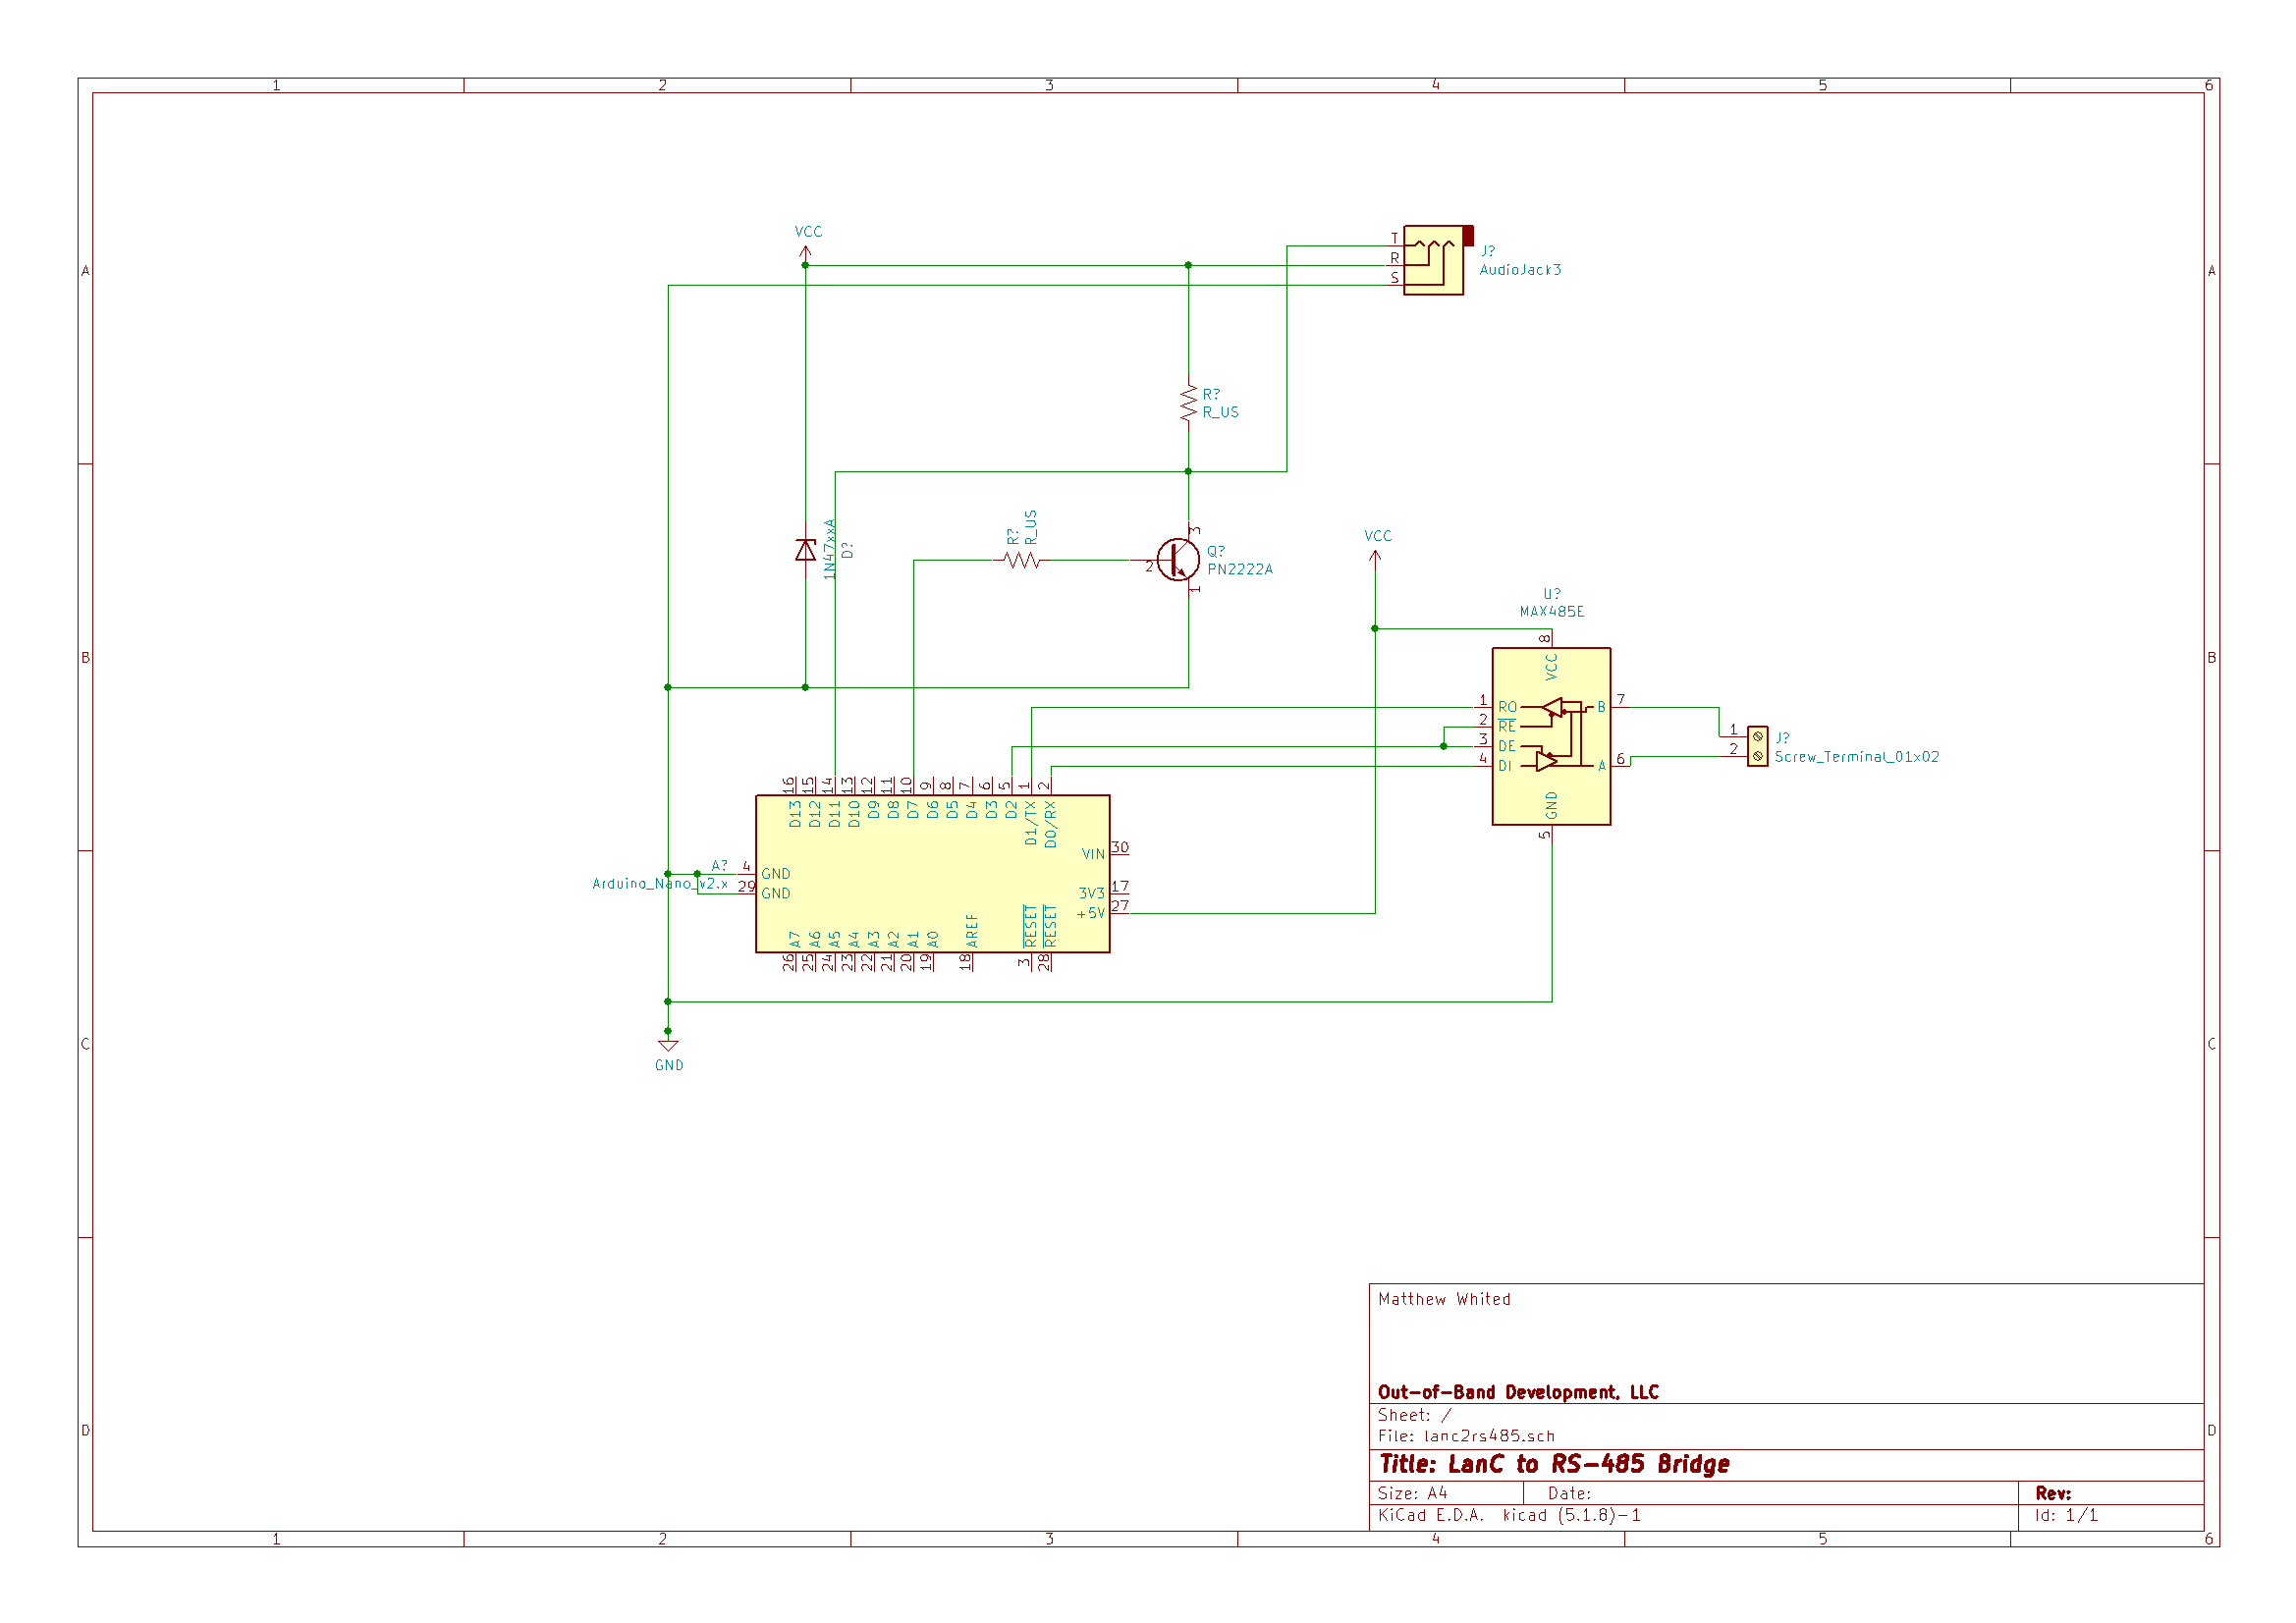 1 2 3 4 5 6
A A
VCC
T
R
S
J?
AudioJack3
R?
R_US
1N47xxA
D?
R?
R_US
3
2
1
Q?
PN2222A
VCC
U?
MAX485E
8
VCC
B B
1 RO
2 RE
3 DE
4 DI
B 7
A 6
GND
5
1
2
J?
Screw_Terminal_01x02
16 15 14 13 12 11 10 9 8 7 6 5 1 2
D13 D12 D11 D10 D9 D8 D7 D6 D5 D4 D3 D2 D1/TX D0/RX
VIN 30
A?
Arduino_Nano_v2.x
4 GND
29 GND
3V3 17
+5V 27
A7 A6 A5 A4 A3 A2 A1 A0 AREF RESET RESET
26 25 24 23 22 21 20 19 18 3 28
C C
GND
Matthew Whited
Out-of-Band Development, LLC
Sheet: /
File: lanc2rs485.sch
D D
Title: LanC to RS-485 Bridge
Size: A4 Date: Rev:
KiCad E.D.A. kicad (5.1.8)-1 Id: 1/1
1 2 3 4 5 6